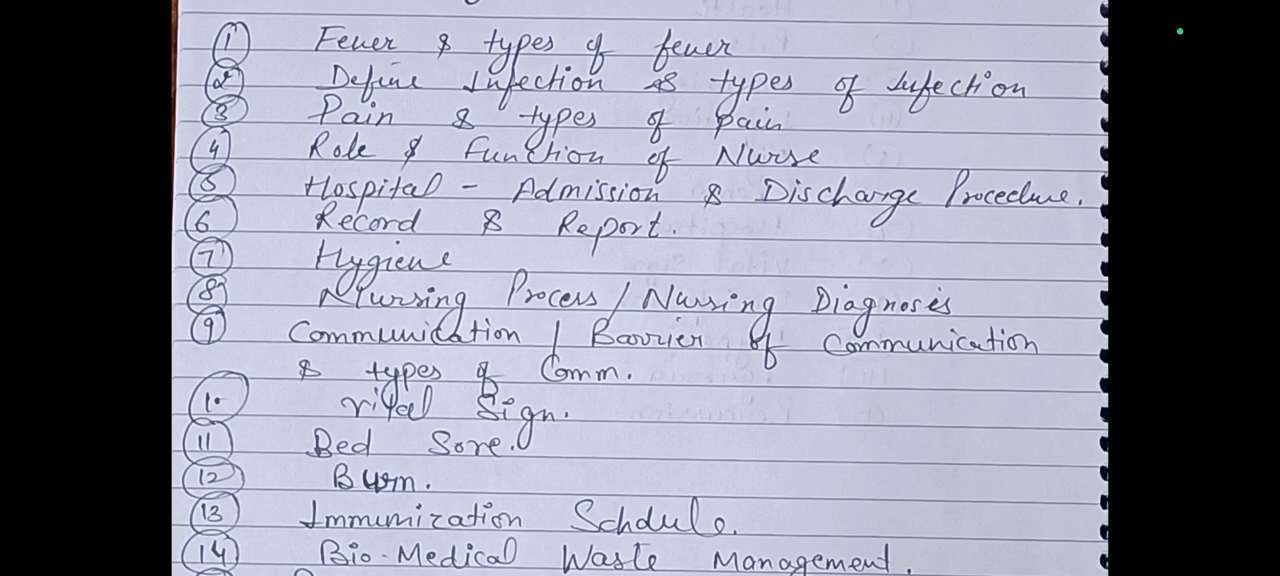 1 Fever & types of fever
2 Define Infection & types of Infection
3 Pain & types of pain
4 Role & Function of Nurse
5 Hospital - Admission & Discharge Procedure.
6 Record & Report.
7 Hygiene
8 Nursing Process / Nursing Diagnosis
9 Communication / Barrier of Communication
& types of Comm.
10 Vital Sign.
11 Bed Sore.
12 Burn.
13 Immunization Schdule.
14 Bio-Medical Waste Management.